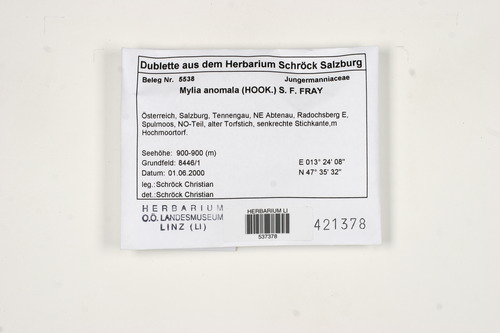 Dublette aus dem Herbarium Schröck Salzburg
Beleg Nr. 5538 Jungermanniaceae
Mylia anomala (HOOK.) S. F. FRAY
Österreich, Salzburg, Tennengau, NE Abtenau, Radochsberg E,
Spulmoos, NO-Teil, alter Torfstich, senkrechte Stichkante,m
Hochmoortorf.
Seehöhe: 900-900 (m)
Grundfeld: 8446/1 E 013° 24' 08"
Datum: 01.06.2000 N 47° 35' 32"
leg.: Schröck Christian
det.: Schröck Christian
HERBARIUM
O.Ö. LANDESMUSEUM
LINZ (LI)
HERBARIUM LI
537378
421378